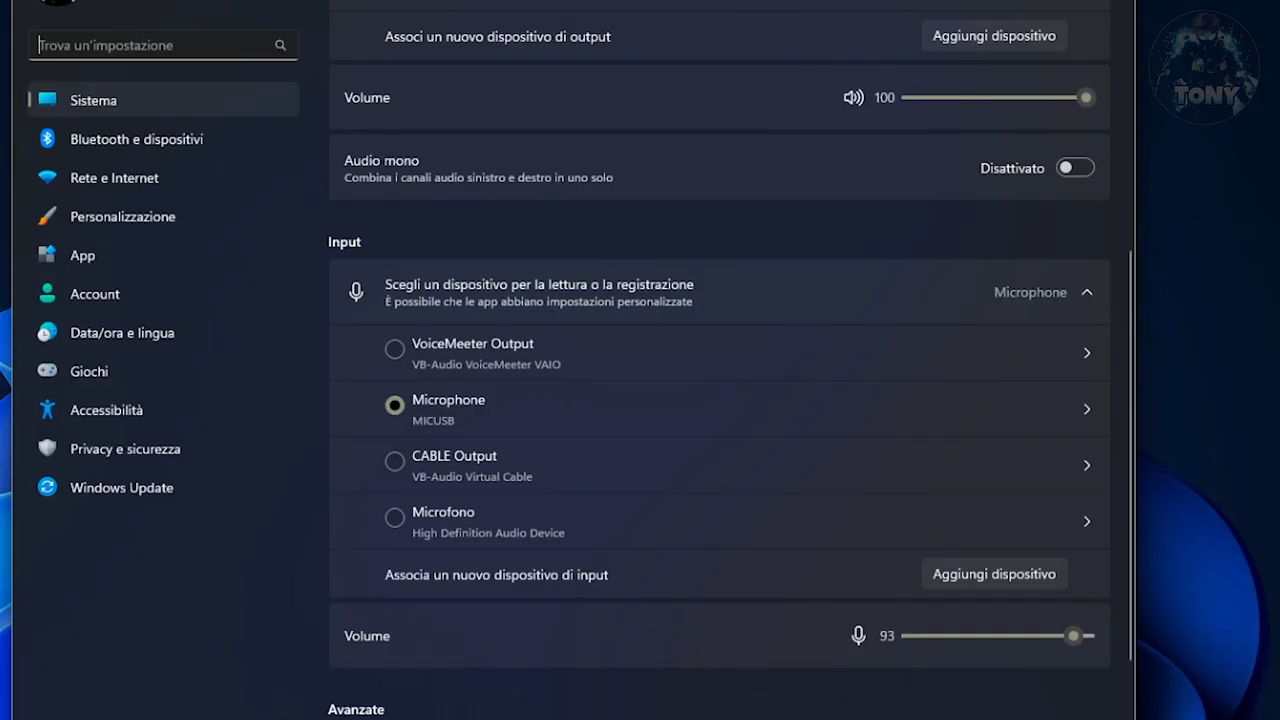 TONY
Trova un'impostazione
Sistema
Bluetooth e dispositivi
Rete e Internet
Personalizzazione
App
Account
Data/ora e lingua
Giochi
Accessibilità
Privacy e sicurezza
Windows Update
Associ un nuovo dispositivo di output
Aggiungi dispositivo
Volume
100
Audio mono
Combina i canali audio sinistro e destro in uno solo
Disattivato
Input
Scegli un dispositivo per la lettura o la registrazione
È possibile che le app abbiano impostazioni personalizzate
Microphone
VoiceMeeter Output
VB-Audio VoiceMeeter VAIO
Microphone
MICUSB
CABLE Output
VB-Audio Virtual Cable
Microfono
High Definition Audio Device
Associa un nuovo dispositivo di input
Aggiungi dispositivo
Volume
93
Avanzate